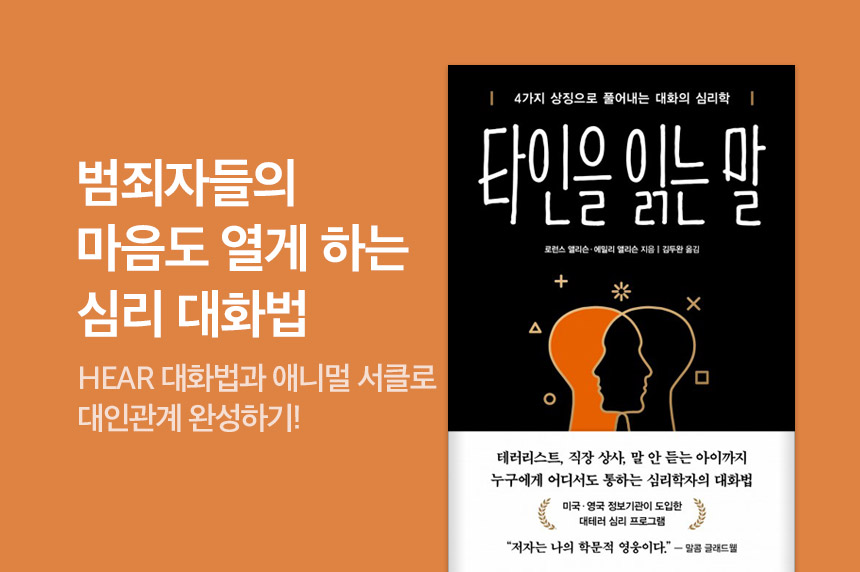 범죄자들의
마음도 열게 하는
심리 대화법
HEAR 대화법과 애니멀 서클로
대인관계 완성하기!
4가지 상징으로 풀어내는 대화의 심리학
타인을 읽는 말
로런스 앨리슨·에밀리 앨리슨 지음 | 김두완 옮김
테러리스트, 직장 상사, 말 안 듣는 아이까지
누구에게 어디서도 통하는 심리학자의 대화법
미국·영국 정보기관이 도입한
대테러 심리 프로그램
“저자는 나의 학문적 영웅이다.” — 말콤 글래드웰